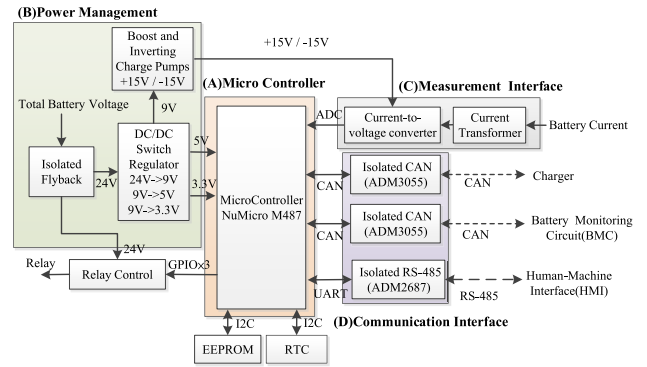 (B)Power Management
Boost and
Inverting
Charge Pumps
+15V / -15V
+15V / -15V
(A)Micro Controller
(C)Measurement Interface
Total Battery Voltage
9V
ADC
Current-to-
voltage converter
Current
Transformer
Battery Current
DC/DC
Switch
Regulator
24V->9V
9V->5V
9V->3.3V
5V
3.3V
Isolated
Flyback
24V
MicroController
NuMicro M487
Isolated CAN
(ADM3055)
CAN
CAN
Charger
Isolated CAN
(ADM3055)
CAN
CAN
Battery Monitoring
Circuit(BMC)
24V
Relay
Relay Control
GPIO×3
Isolated RS-485
(ADM2687)
UART
RS-485
Human-Machine
Interface(HMI)
I2C
I2C
(D)Communication Interface
EEPROM
RTC